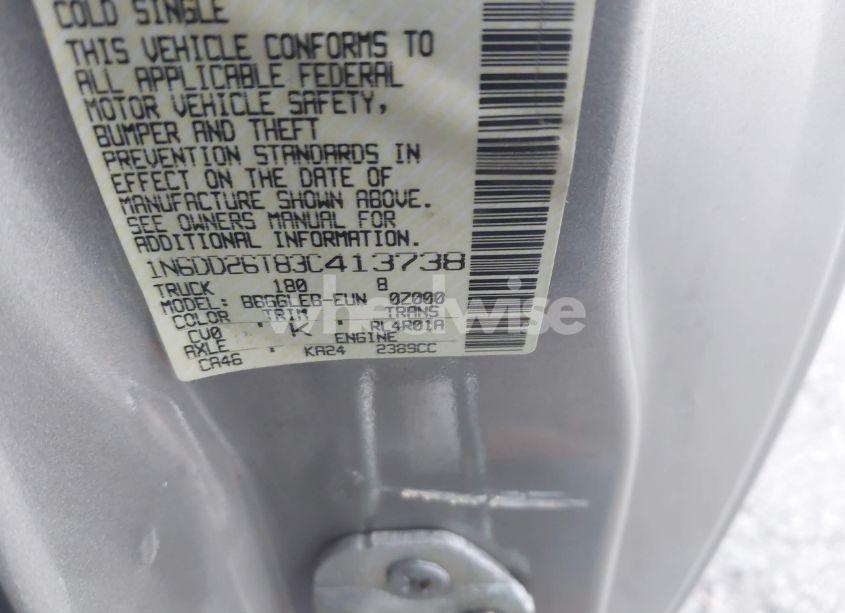 COLD SINGLE
THIS VEHICLE CONFORMS TO
ALL APPLICABLE FEDERAL
MOTOR VEHICLE SAFETY,
BUMPER AND THEFT
PREVENTION STANDARDS IN
EFFECT ON THE DATE OF
MANUFACTURE SHOWN ABOVE.
SEE OWNERS MANUAL FOR
ADDITIONAL INFORMATION.
1N6DD26T83C413738
TRUCK 180 8
MODEL: BBGGLEB-EUN 0Z000
COLOR TRIM TRANS
CV0 * K * RL4R01A
AXLE ENGINE
CA46 * KA24 2389CC
wheelwise